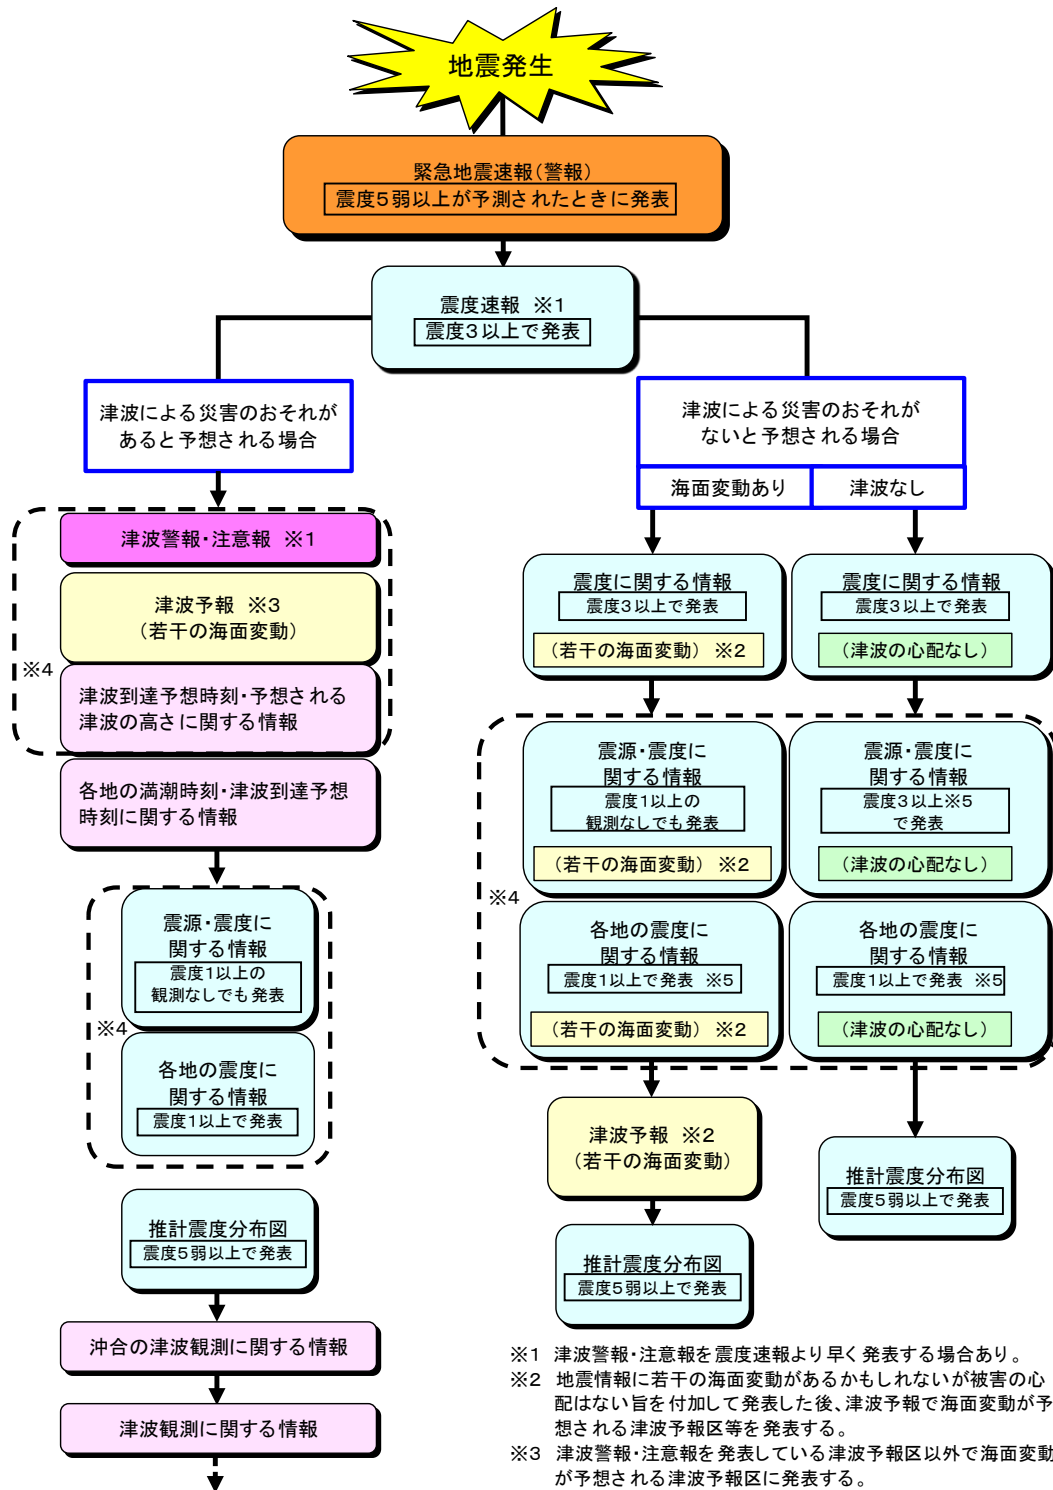 地震発生
緊急地震速報(警報)
震度5弱以上が予測されたときに発表
震度速報 ※1
震度3以上で発表
津波による災害のおそれが
あると予想される場合
津波警報・注意報 ※1
津波予報 ※3
(若干の海面変動)
※4
津波到達予想時刻・予想される
津波の高さに関する情報
各地の満潮時刻・津波到達予想
時刻に関する情報
震源・震度に
関する情報
震度1以上の
観測なしでも発表
※4
各地の震度に
関する情報
震度1以上で発表
推計震度分布図
震度5弱以上で発表
沖合の津波観測に関する情報
津波観測に関する情報
津波による災害のおそれが
ないと予想される場合
海面変動あり
津波なし
震度に関する情報
震度3以上で発表
(若干の海面変動) ※2
震源・震度に
関する情報
震度1以上の
観測なしでも発表
(若干の海面変動) ※2
※4
各地の震度に
関する情報
震度1以上で発表 ※5
(若干の海面変動) ※2
津波予報 ※2
(若干の海面変動)
推計震度分布図
震度5弱以上で発表
震度に関する情報
震度3以上で発表
(津波の心配なし)
震源・震度に
関する情報
震度3以上※5
で発表
(津波の心配なし)
各地の震度に
関する情報
震度1以上で発表 ※5
(津波の心配なし)
推計震度分布図
震度5弱以上で発表
※1 津波警報・注意報を震度速報より早く発表する場合あり。
※2 地震情報に若干の海面変動があるかもしれないが被害の心
配はない旨を付加して発表した後、津波予報で海面変動が予
想される津波予報区等を発表する。
※3 津波警報・注意報を発表している津波予報区以外で海面変動
が予想される津波予報区に発表する。